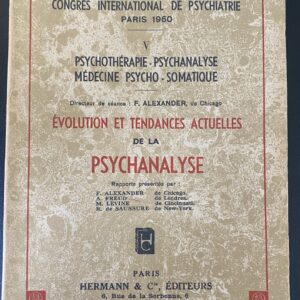 CONGRÈS INTERNATIONAL DE PSYCHIATRIE
PARIS 1950
V
PSYCHOTHÉRAPIE - PSYCHANALYSE
MÉDECINE PSYCHO - SOMATIQUE
Directeur de séance : F. ALEXANDER, de Chicago
ÉVOLUTION ET TENDANCES ACTUELLES
DE LA
PSYCHANALYSE
Rapports présentés par :
F. ALEXANDER de Chicago.
A. FREUD de Londres.
M. LEVINE de Cincinnati.
R. de SAUSSURE de New-York.
H C
PARIS
HERMANN & Cie, ÉDITEURS
6, Rue de la Sorbonne, 6